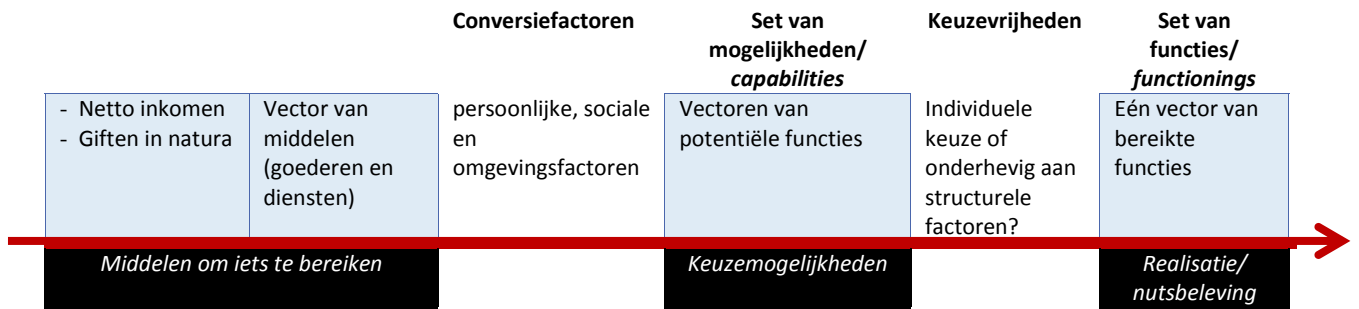 Conversiefactoren
Set van
mogelijkheden/
capabilities
Keuzevrijheden
Set van
functies/
functionings
- Netto inkomen
- Giften in natura
Vector van
middelen
(goederen en
diensten)
persoonlijke, sociale
en
omgevingsfactoren
Vectoren van
potentiële functies
Individuele
keuze of
onderhevig aan
structurele
factoren?
Eén vector van
bereikte
functies
Middelen om iets te bereiken
Keuzemogelijkheden
Realisatie/
nutsbeleving